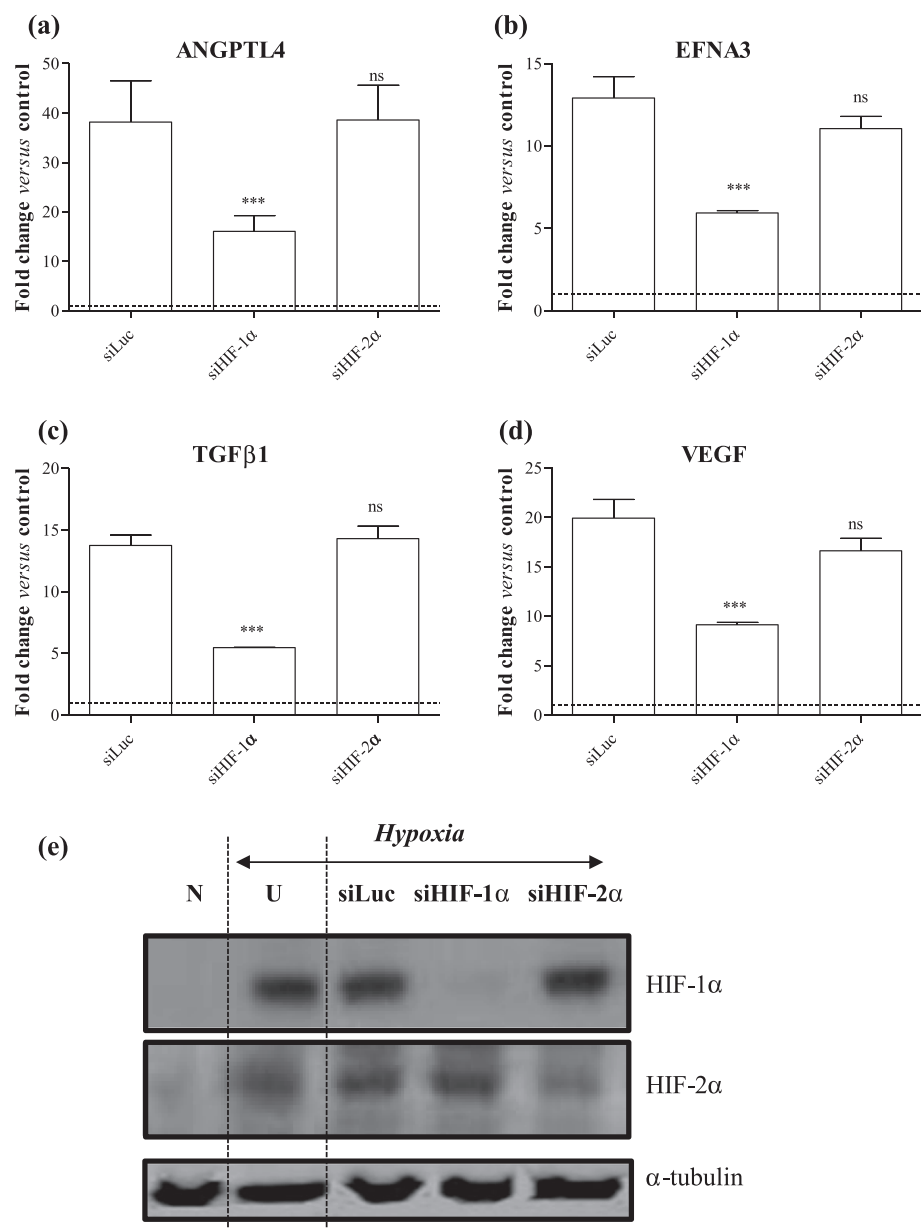 (a)
ANGPTL4
Fold change versus control
50
40
30
20
10
0
ns
***
siLuc
siHIF-1α
siHIF-2α
(b)
EFNA3
Fold change versus control
15
10
5
0
ns
***
siLuc
siHIF-1α
siHIF-2α
(c)
TGFβ1
Fold change versus control
20
15
10
5
0
ns
***
siLuc
siHIF-1α
siHIF-2α
(d)
VEGF
Fold change versus control
25
20
15
10
5
0
ns
***
siLuc
siHIF-1α
siHIF-2α
(e)
Hypoxia
N U siLuc siHIF-1α siHIF-2α
HIF-1α
HIF-2α
α-tubulin